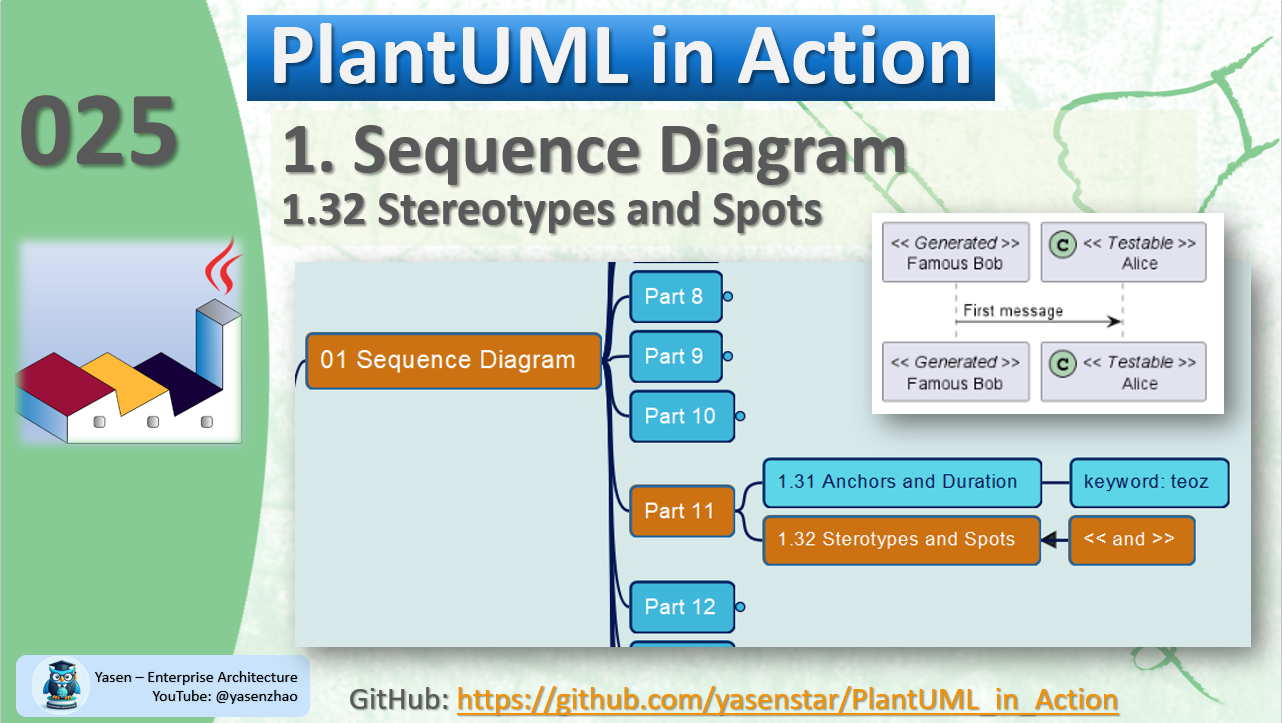 PlantUML in Action
025
1. Sequence Diagram
1.32 Stereotypes and Spots
<< Generated >>
Famous Bob
C
<< Testable >>
Alice
First message
<< Generated >>
Famous Bob
C
<< Testable >>
Alice
Part 8
01 Sequence Diagram
Part 9
Part 10
Part 11
1.31 Anchors and Duration
keyword: teoz
1.32 Sterotypes and Spots
<< and >>
Part 12
Yasen – Enterprise Architecture
YouTube: @yasenzhao
GitHub: https://github.com/yasenstar/PlantUML_in_Action